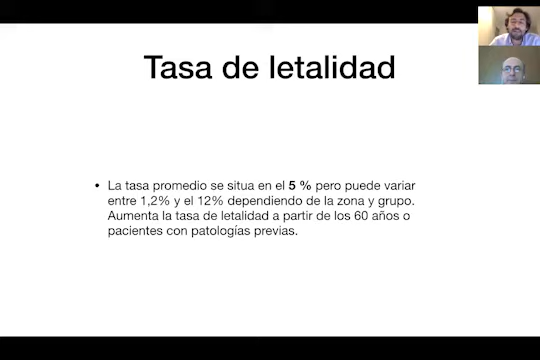 Tasa de letalidad
• La tasa promedio se situa en el 5 % pero puede variar
entre 1,2% y el 12% dependiendo de la zona y grupo.
Aumenta la tasa de letalidad a partir de los 60 años o
pacientes con patologías previas.